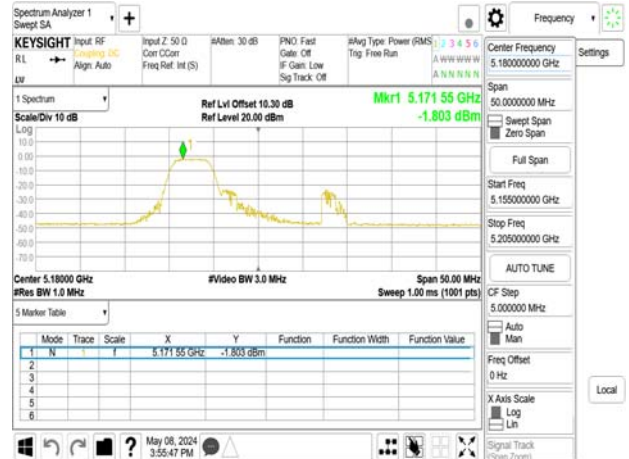 Spectrum Analyzer 1
Swept SA
+
Frequency
KEYSIGHT
RL
Input: RF
Coupling: DC
Align: Auto
Input Z: 50 Ω
Corr CCorr
Freq Ref: Int (S)
#Atten: 30 dB
PNO: Fast
Gate: Off
IF Gain: Low
Sig Track: Off
#Avg Type: Power (RMS)
Trig: Free Run
1 2 3 4 5 6
A W W W W W
A N N N N N
1 Spectrum
Scale/Div 10 dB
Ref Lvl Offset 10.30 dB
Ref Level 20.00 dBm
Mkr1 5.171 55 GHz
-1.803 dBm
Log
10.0
0.00
-10.0
-20.0
-30.0
-40.0
-50.0
-60.0
-70.0
1
Center 5.18000 GHz
#Res BW 1.0 MHz
#Video BW 3.0 MHz
Span 50.00 MHz
Sweep 1.00 ms (1001 pts)
5 Marker Table
Mode Trace Scale X Y Function Function Width Function Value
1 N 1 f 5.171 55 GHz -1.803 dBm
2
3
4
5
6
May 08, 2024
3:55:47 PM
?
Center Frequency
5.180000000 GHz
Settings
Span
50.0000000 MHz
Swept Span
Zero Span
Full Span
Start Freq
5.155000000 GHz
Stop Freq
5.205000000 GHz
AUTO TUNE
CF Step
5.000000 MHz
Auto
Man
Freq Offset
0 Hz
X Axis Scale
Log
Lin
Local
Signal Track
(Span Zoom)